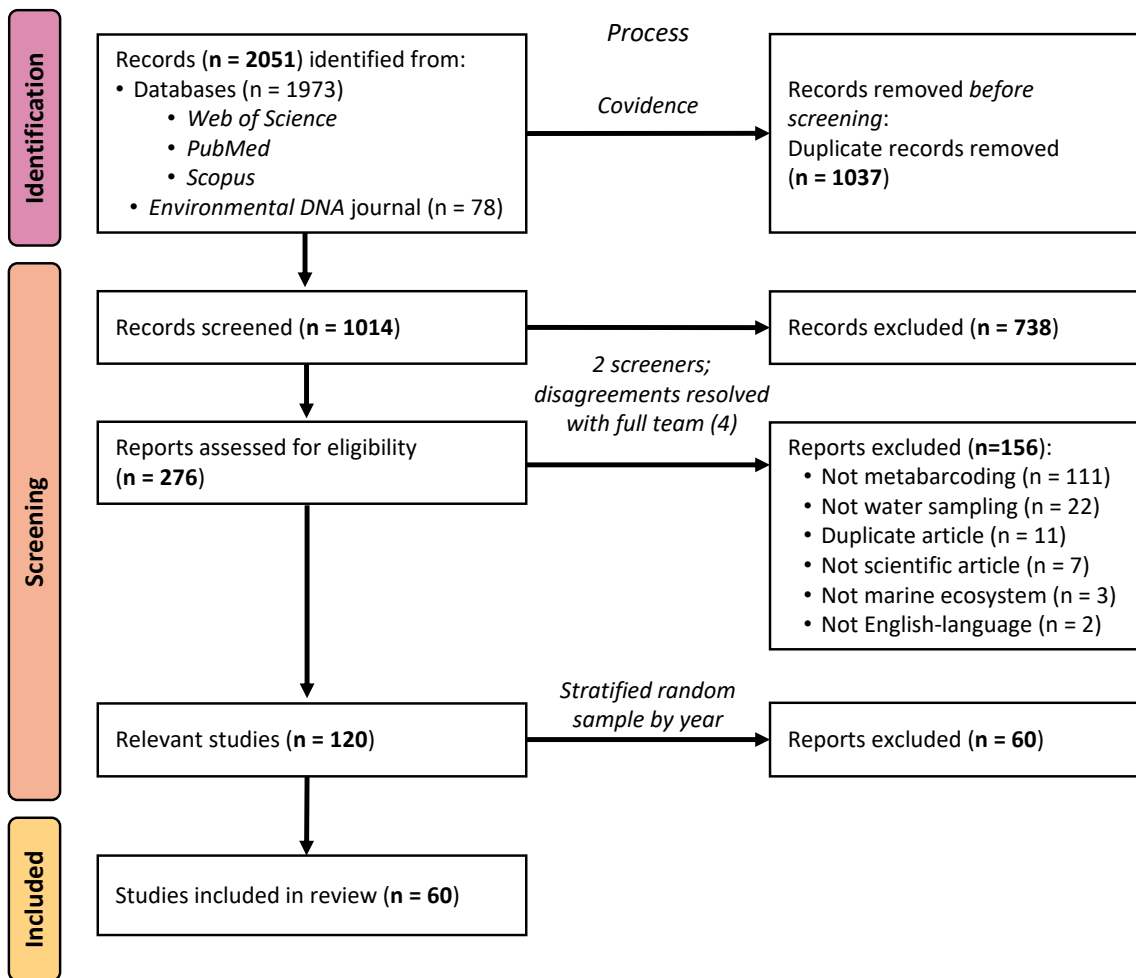 Identification
Records (n = 2051) identified from:
• Databases (n = 1973)
• Web of Science
• PubMed
• Scopus
• Environmental DNA journal (n = 78)
Process
Covidence
Records removed before
screening:
Duplicate records removed
(n = 1037)
Screening
Records screened (n = 1014)
Records excluded (n = 738)
2 screeners;
disagreements resolved
with full team (4)
Reports assessed for eligibility
(n = 276)
Reports excluded (n=156):
• Not metabarcoding (n = 111)
• Not water sampling (n = 22)
• Duplicate article (n = 11)
• Not scientific article (n = 7)
• Not marine ecosystem (n = 3)
• Not English-language (n = 2)
Relevant studies (n = 120)
Stratified random
sample by year
Reports excluded (n = 60)
Included
Studies included in review (n = 60)